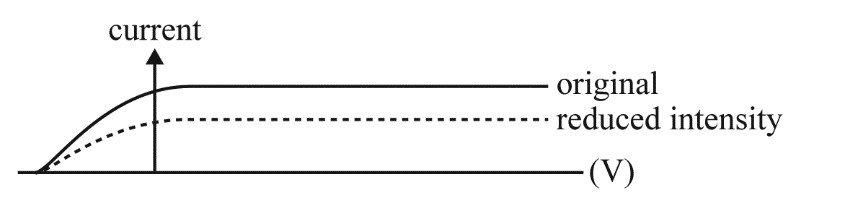 current
original
reduced intensity
(V)